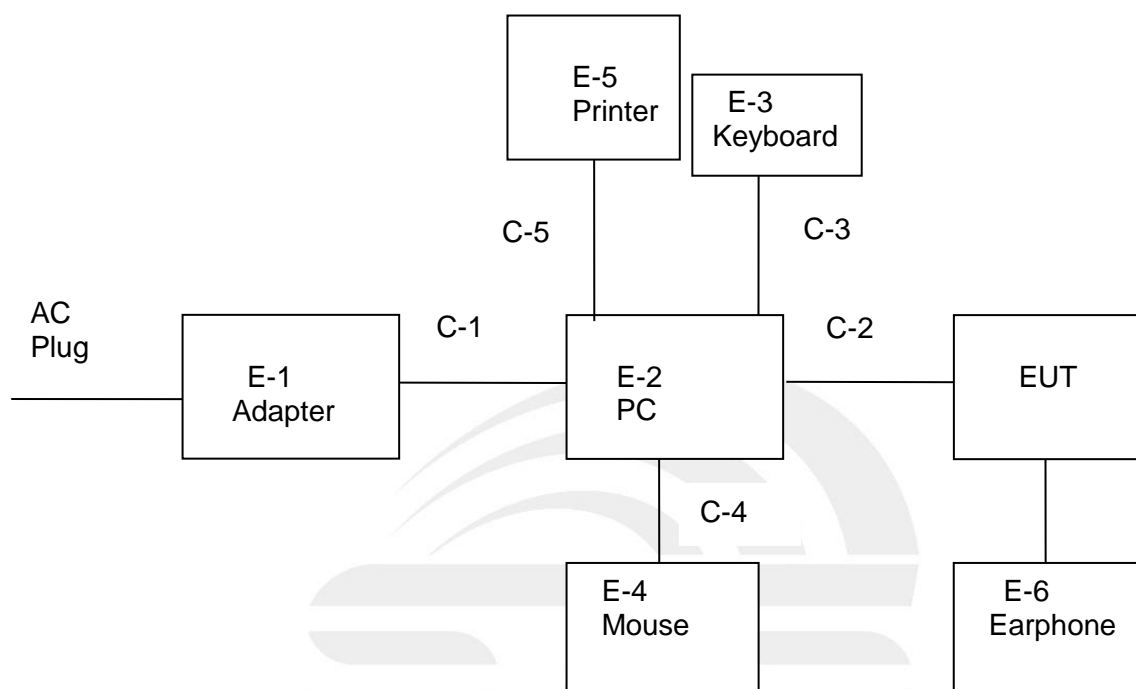 E-5
Printer
E-3
Keyboard
C-5
C-3
AC
Plug
C-1
C-2
E-1
Adapter
E-2
PC
EUT
C-4
E-4
Mouse
E-6
Earphone